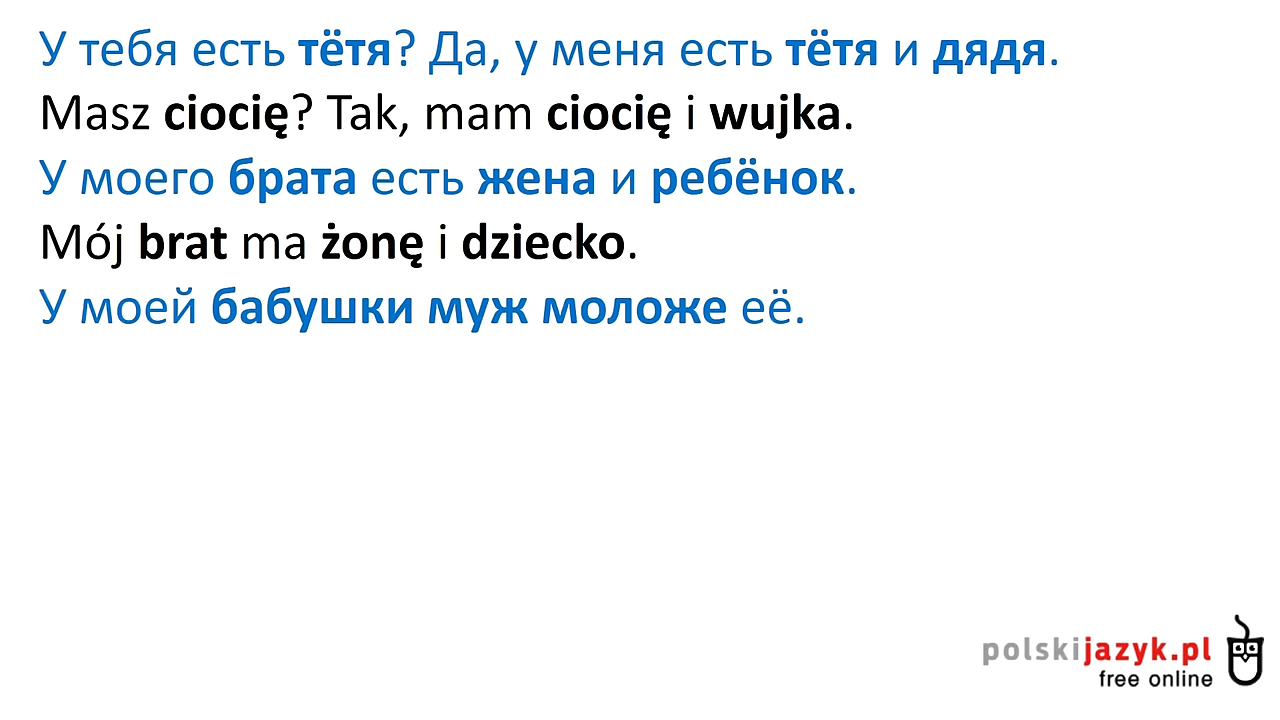 У тебя есть тётя? Да, у меня есть тётя и дядя.
Masz ciocię? Tak, mam ciocię i wujka.
У моего брата есть жена и ребёнок.
Mój brat ma żonę i dziecko.
У моей бабушки муж моложе её.
polskijazyk.pl
free online